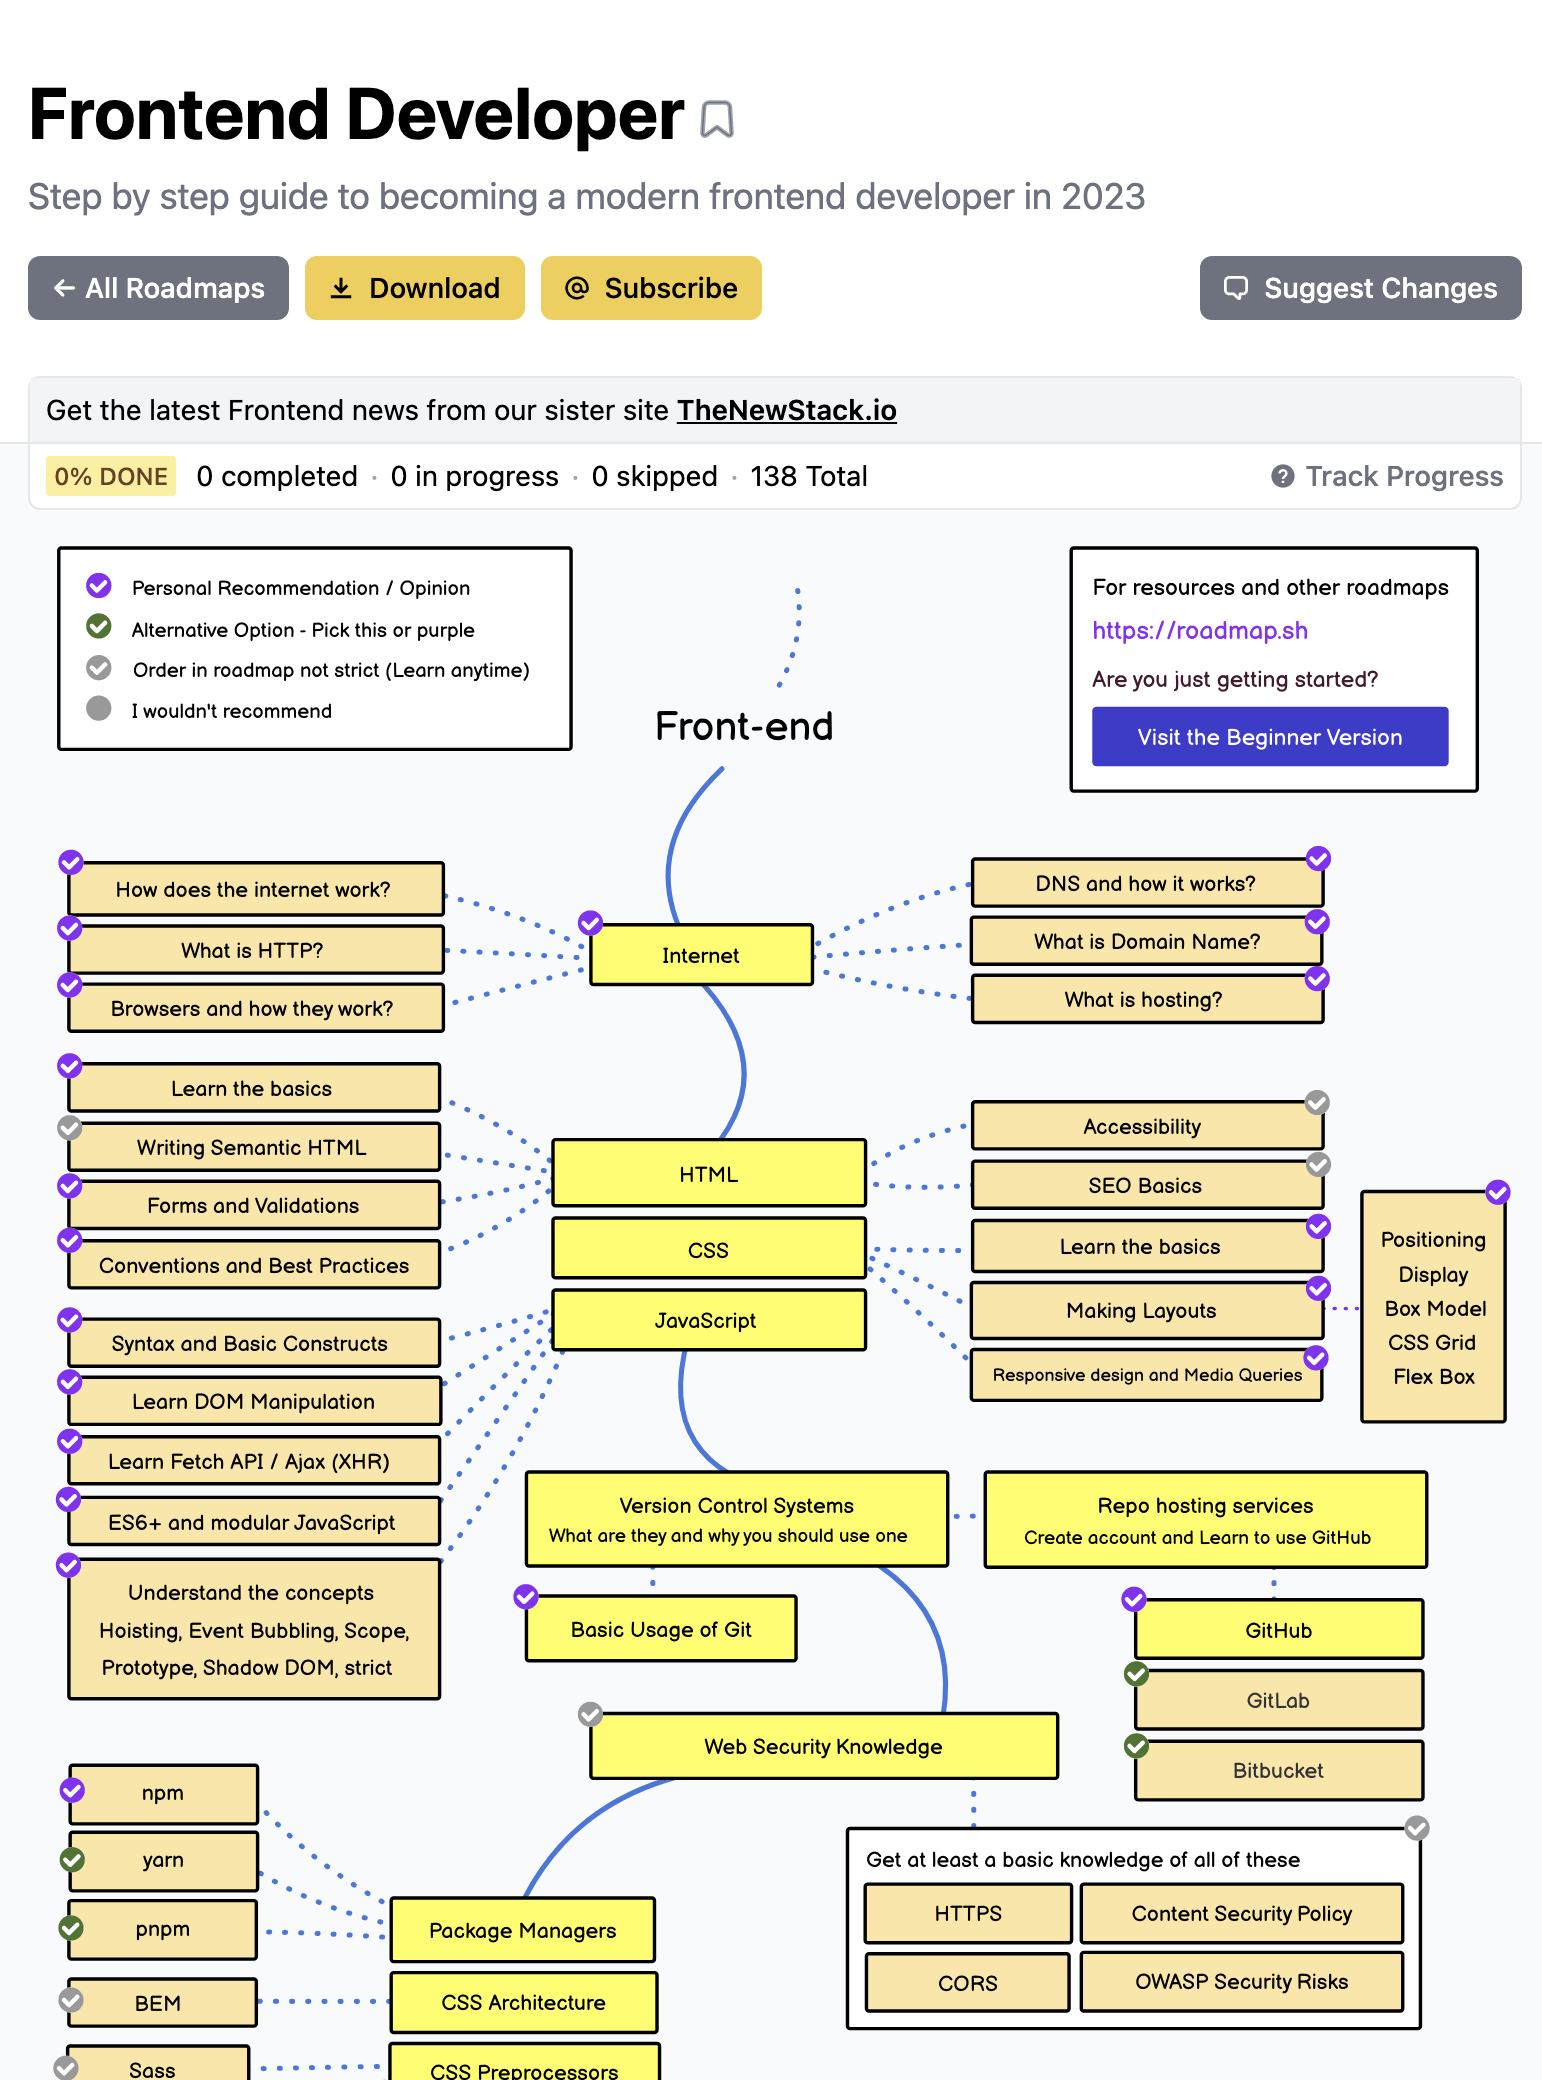 Frontend Developer
Step by step guide to becoming a modern frontend developer in 2023
All Roadmaps
Download
Subscribe
Suggest Changes
Get the latest Frontend news from our sister site TheNewStack.io
0% DONE 0 completed · 0 in progress · 0 skipped · 138 Total
Track Progress
Personal Recommendation / Opinion
Alternative Option - Pick this or purple
Order in roadmap not strict (Learn anytime)
I wouldn't recommend
For resources and other roadmaps
https://roadmap.sh
Are you just getting started?
Visit the Beginner Version
Front-end
How does the internet work?
What is HTTP?
Browsers and how they work?
Internet
DNS and how it works?
What is Domain Name?
What is hosting?
Learn the basics
Writing Semantic HTML
Forms and Validations
Conventions and Best Practices
HTML
CSS
JavaScript
Accessibility
SEO Basics
Learn the basics
Making Layouts
Responsive design and Media Queries
Positioning
Display
Box Model
CSS Grid
Flex Box
Syntax and Basic Constructs
Learn DOM Manipulation
Learn Fetch API / Ajax (XHR)
ES6+ and modular JavaScript
Understand the concepts
Hoisting, Event Bubbling, Scope,
Prototype, Shadow DOM, strict
Version Control Systems
What are they and why you should use one
Repo hosting services
Create account and Learn to use GitHub
Basic Usage of Git
GitHub
GitLab
Bitbucket
Web Security Knowledge
Get at least a basic knowledge of all of these
HTTPS
Content Security Policy
CORS
OWASP Security Risks
npm
yarn
pnpm
Package Managers
BEM
CSS Architecture
Sass
CSS Preprocessors